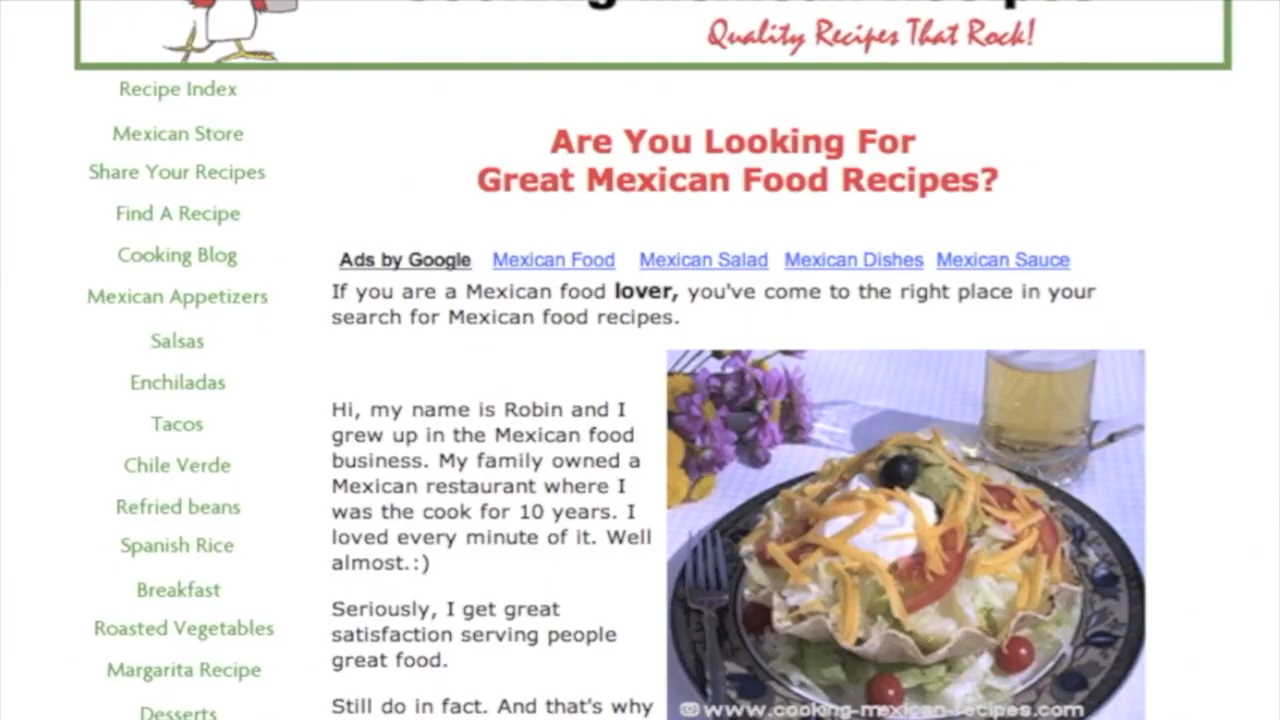 Cooking Mexican Recipes
Quality Recipes That Rock!
Recipe Index
Mexican Store
Share Your Recipes
Find A Recipe
Cooking Blog
Mexican Appetizers
Salsas
Enchiladas
Tacos
Chile Verde
Refried beans
Spanish Rice
Breakfast
Roasted Vegetables
Margarita Recipe
Desserts
Are You Looking For
Great Mexican Food Recipes?
Ads by Google Mexican Food Mexican Salad Mexican Dishes Mexican Sauce
If you are a Mexican food lover, you've come to the right place in your
search for Mexican food recipes.
Hi, my name is Robin and I
grew up in the Mexican food
business. My family owned a
Mexican restaurant where I
was the cook for 10 years. I
loved every minute of it. Well
almost.:)
Seriously, I get great
satisfaction serving people
great food.
Still do in fact. And that's why
© www.cooking-mexican-recipes.com